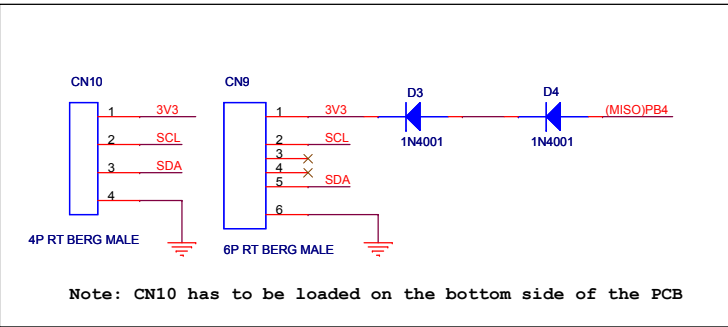 CN10
CN9
D3
D4
1 3V3
1 3V3
(MISO)PB4
2 SCL
2 SCL
1N4001
1N4001
3
3 SDA
4
5 SDA
4
6
4P RT BERG MALE
6P RT BERG MALE
Note: CN10 has to be loaded on the bottom side of the PCB